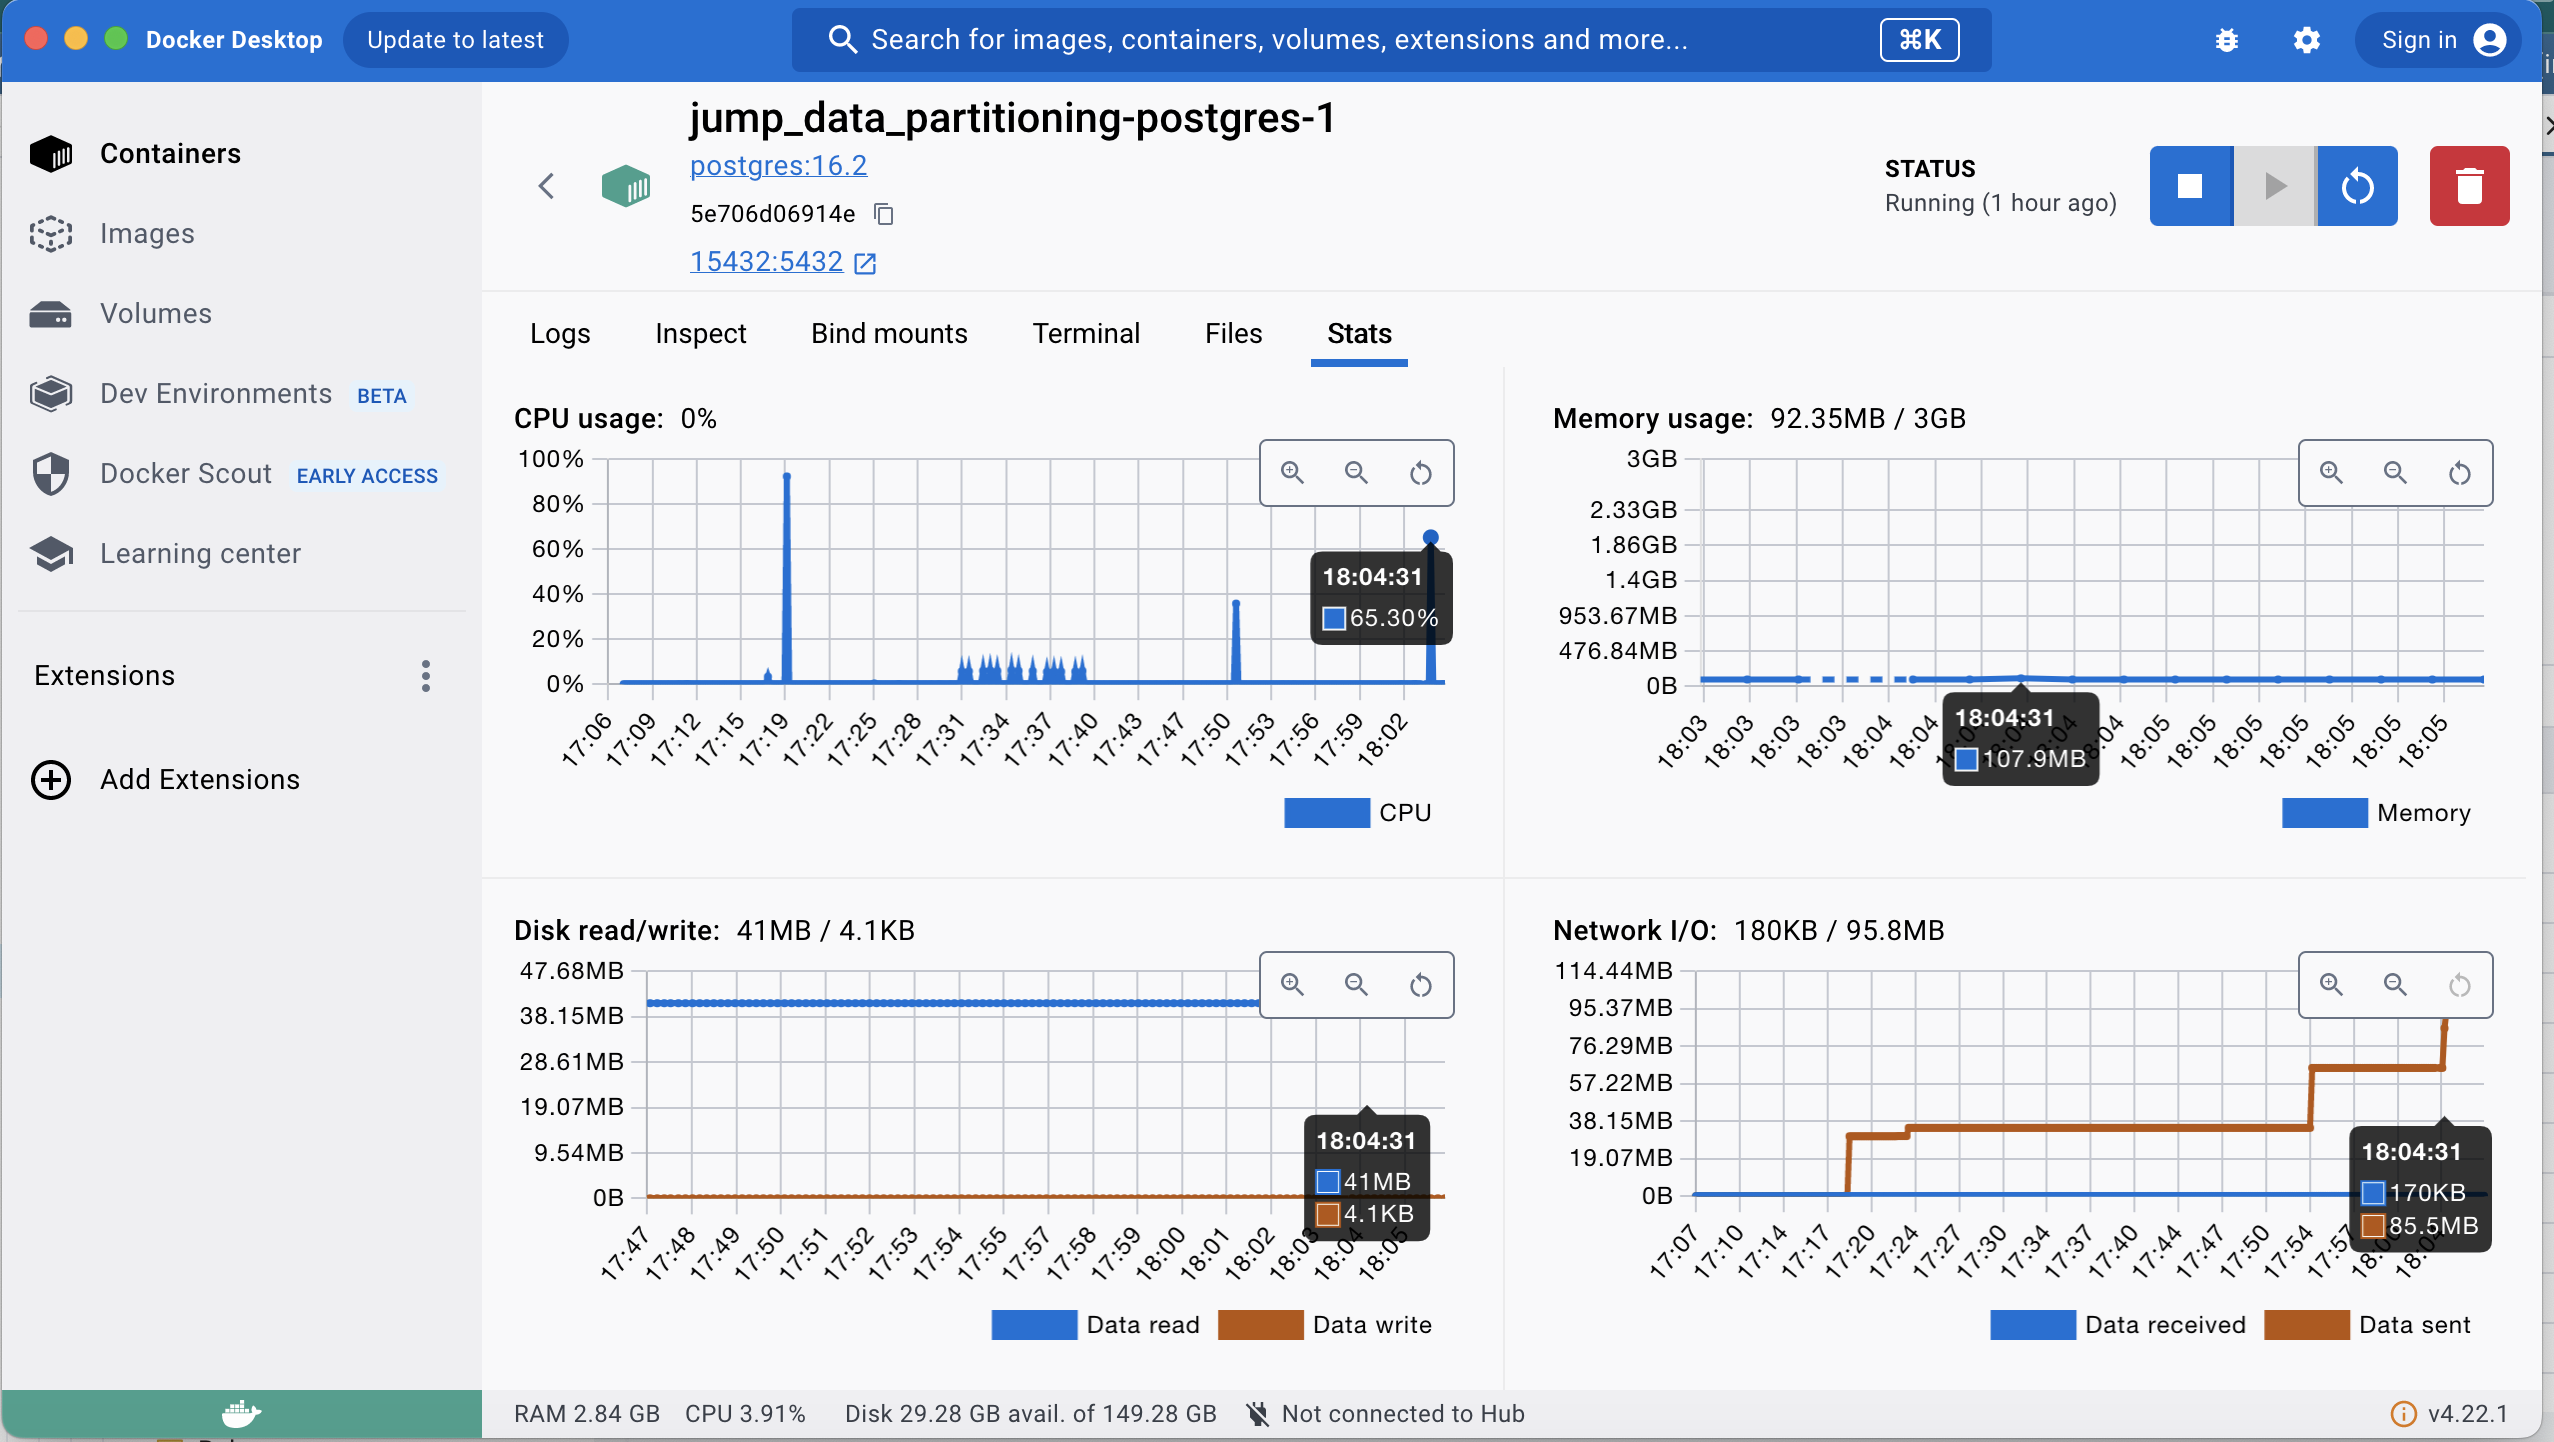 Docker Desktop
Update to latest
Search for images, containers, volumes, extensions and more...
⌘K
Sign in
Containers
Images
Volumes
Dev Environments BETA
Docker Scout EARLY ACCESS
Learning center
Extensions
Add Extensions
jump_data_partitioning-postgres-1
postgres:16.2
5e706d06914e
15432:5432
STATUS
Running (1 hour ago)
Logs Inspect Bind mounts Terminal Files Stats
CPU usage: 0%
100%
80%
60%
40%
20%
0%
18:04:31
65.30%
17:06 17:09 17:12 17:15 17:19 17:22 17:25 17:28 17:31 17:34 17:37 17:40 17:43 17:47 17:50 17:53 17:56 17:59 18:02
CPU
Memory usage: 92.35MB / 3GB
3GB
2.33GB
1.86GB
1.4GB
953.67MB
476.84MB
0B
18:04:31
107.9MB
18:03 18:03 18:03 18:03 18:04 18:04 18:05 18:05 18:05 18:05 18:05 18:05 18:05
Memory
Disk read/write: 41MB / 4.1KB
47.68MB
38.15MB
28.61MB
19.07MB
9.54MB
0B
18:04:31
41MB
4.1KB
17:47 17:48 17:49 17:50 17:51 17:52 17:53 17:54 17:55 17:57 17:58 17:59 18:00 18:01 18:02 18:03 18:04 18:05
Data read Data write
Network I/O: 180KB / 95.8MB
114.44MB
95.37MB
76.29MB
57.22MB
38.15MB
19.07MB
0B
18:04:31
170KB
85.5MB
17:07 17:10 17:14 17:17 17:20 17:24 17:27 17:30 17:34 17:37 17:40 17:44 17:47 17:50 17:54 17:57
Data received Data sent
RAM 2.84 GB CPU 3.91% Disk 29.28 GB avail. of 149.28 GB Not connected to Hub v4.22.1